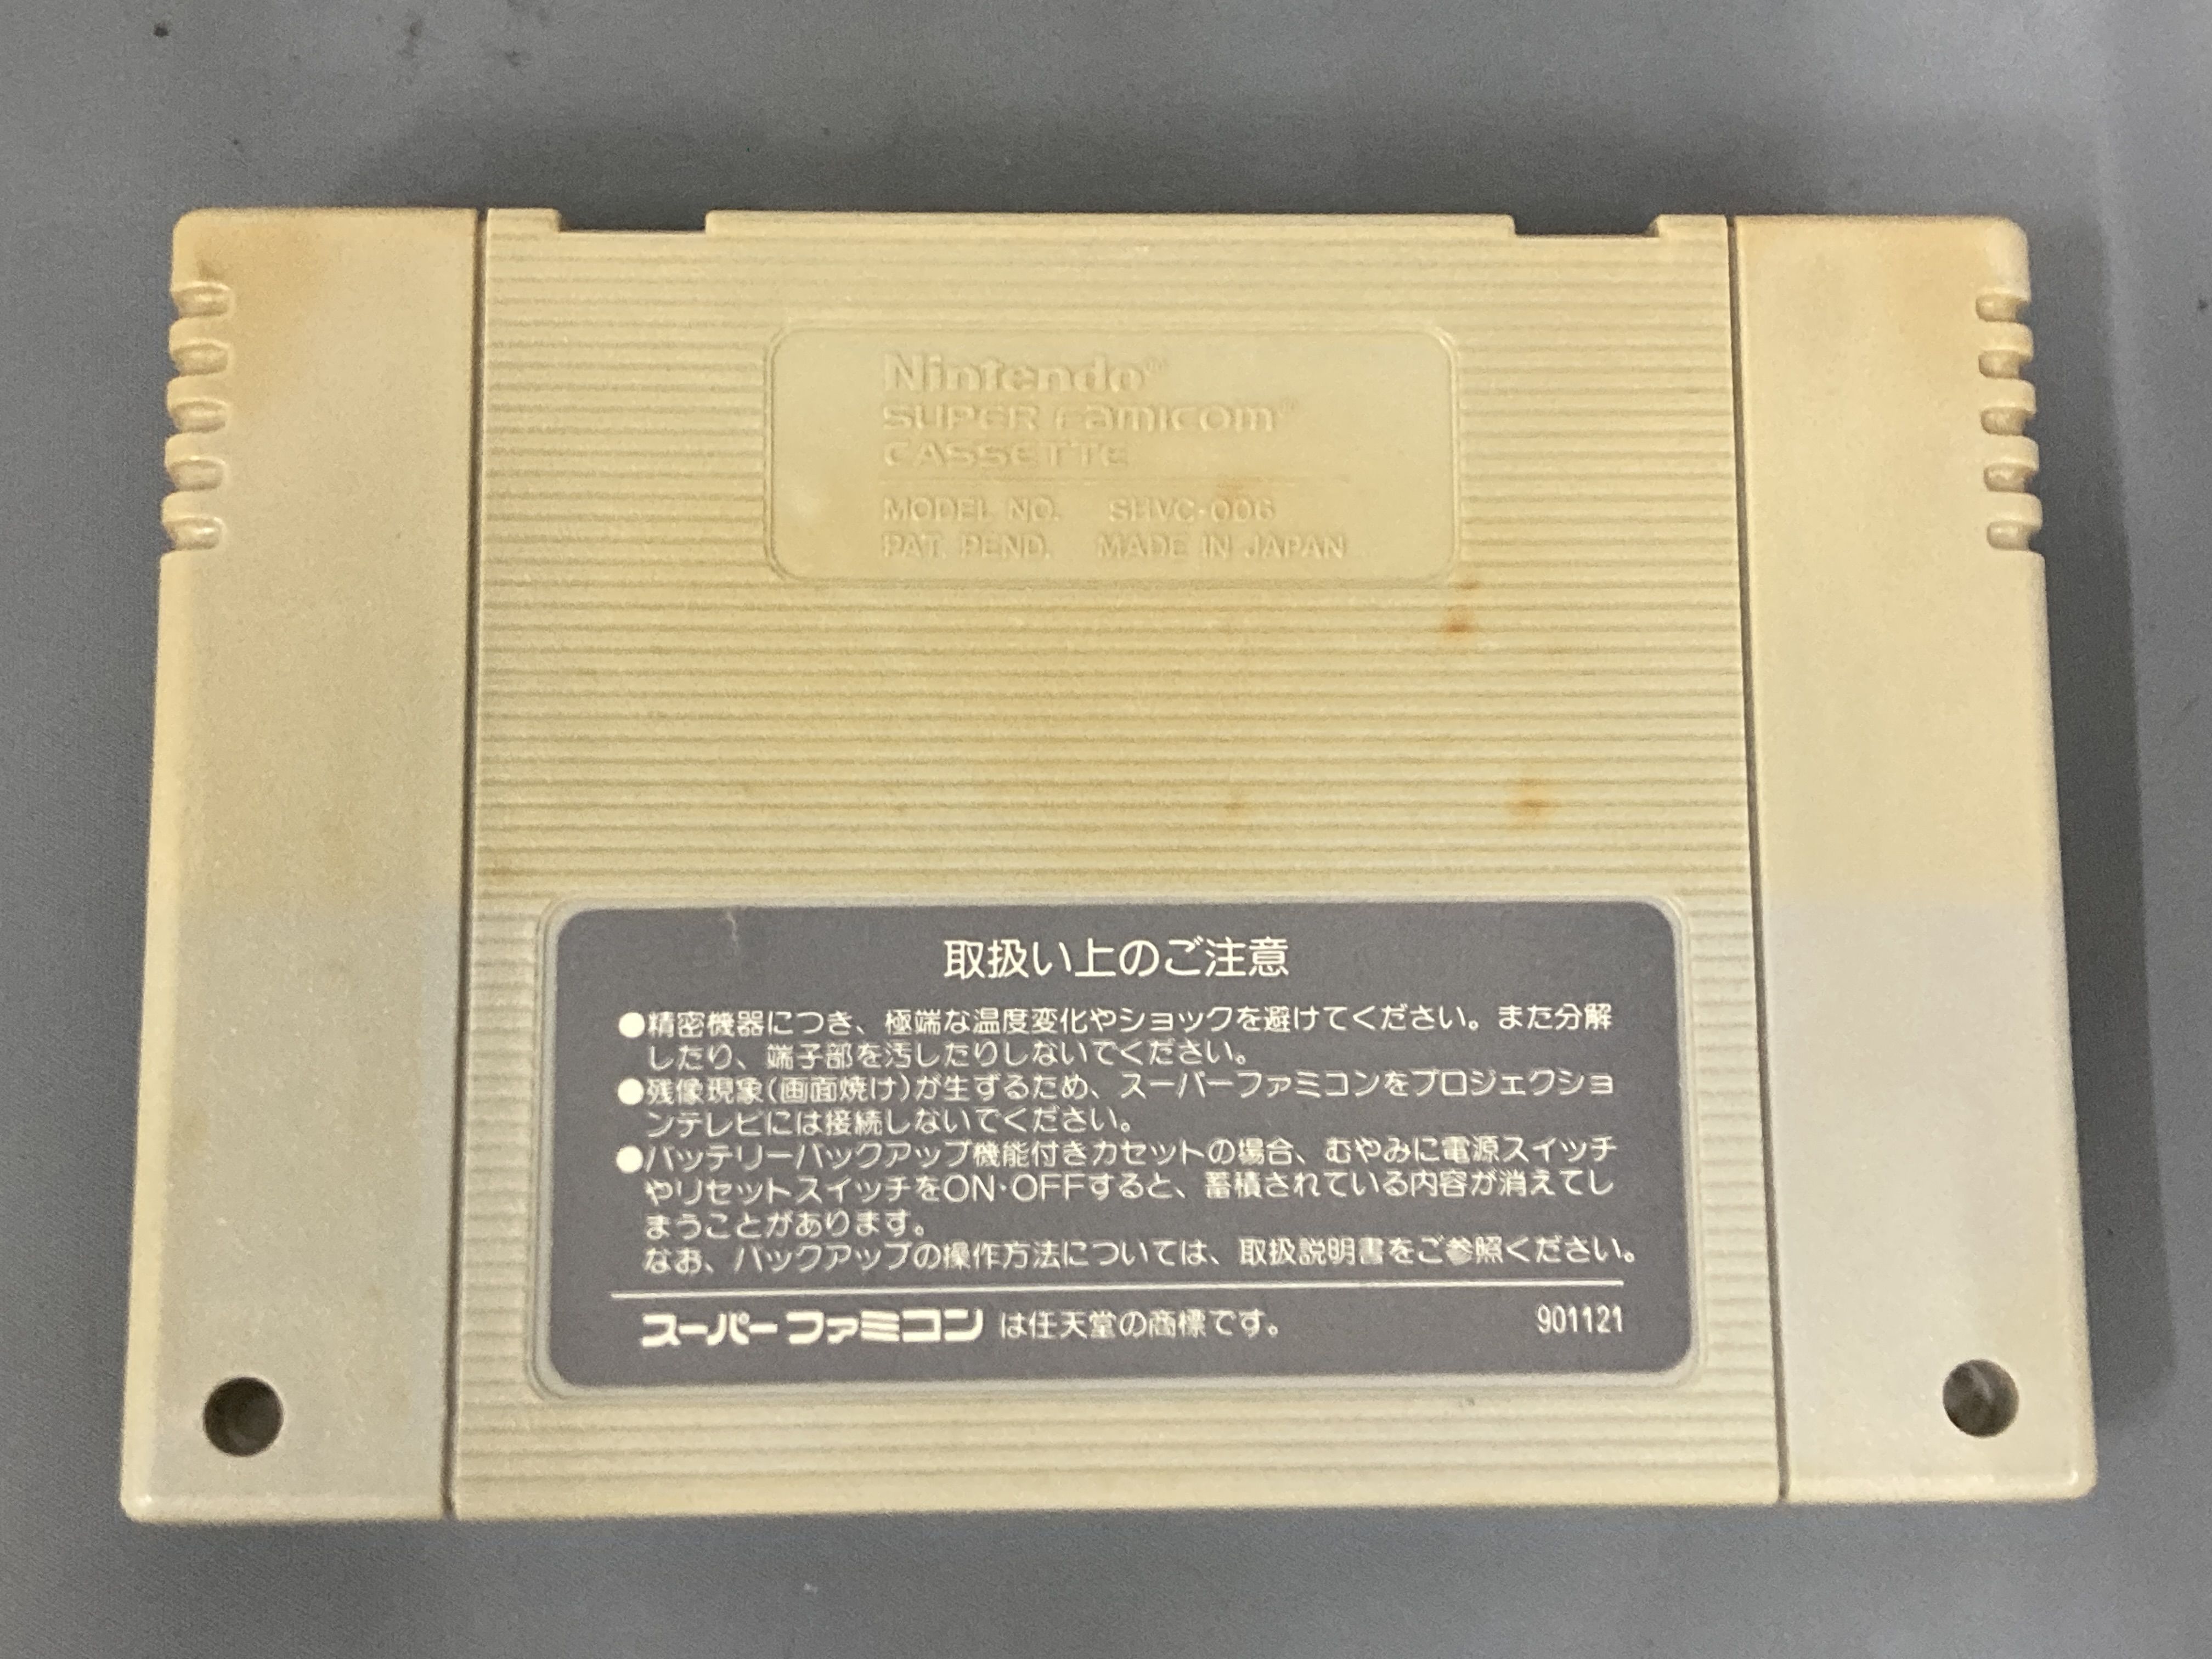 Nintendo®
SUPER FAMICOM®
CASSETTE
MODEL NO. SHVC-006
PAT. PEND. MADE IN JAPAN
取扱い上のご注意
●精密機器につき、極端な温度変化やショックを避けてください。また分解
したり、端子部を汚したりしないでください。
●残像現象(画面焼け)が生ずるため、スーパーファミコンをプロジェクショ
ンテレビには接続しないでください。
●バッテリーバックアップ機能付きカセットの場合、むやみに電源スイッチ
やリセットスイッチをON・OFFすると、蓄積されている内容が消えてし
まうことがあります。
なお、バックアップの操作方法については、取扱説明書をご参照ください。
スーパーファミコン は任天堂の商標です。 901121